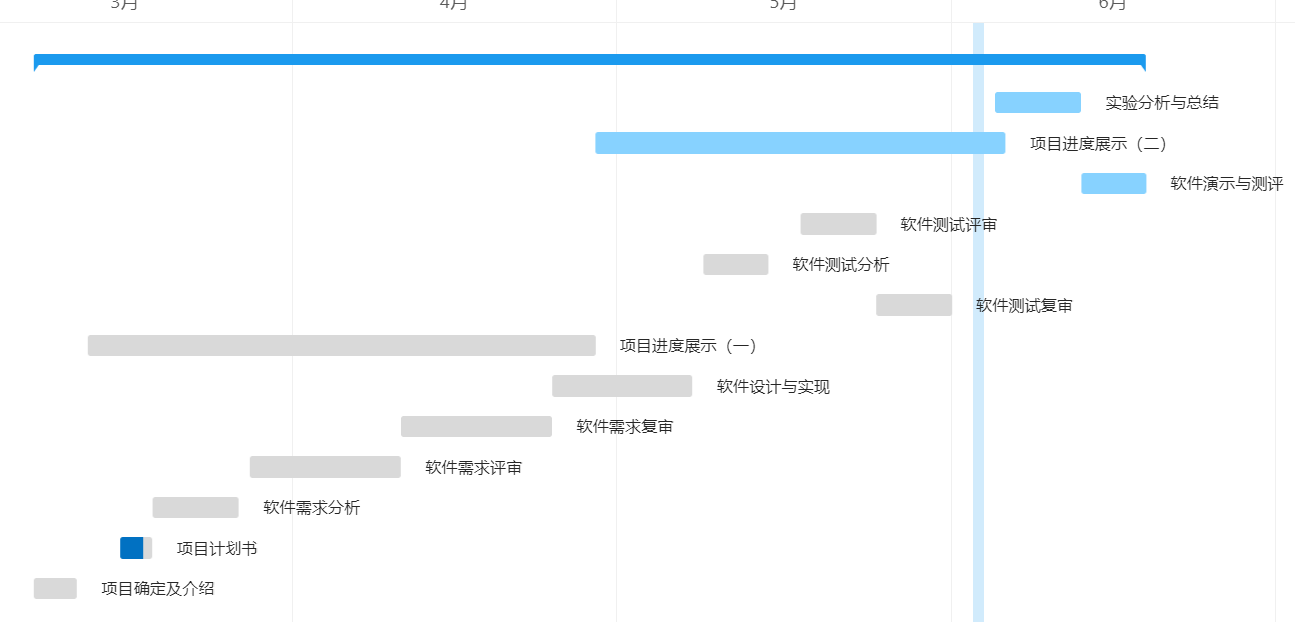 3月
4月
5月
6月
实验分析与总结
项目进度展示（二）
软件演示与测评
软件测试评审
软件测试分析
软件测试复审
项目进度展示（一）
软件设计与实现
软件需求复审
软件需求评审
软件需求分析
项目计划书
项目确定及介绍